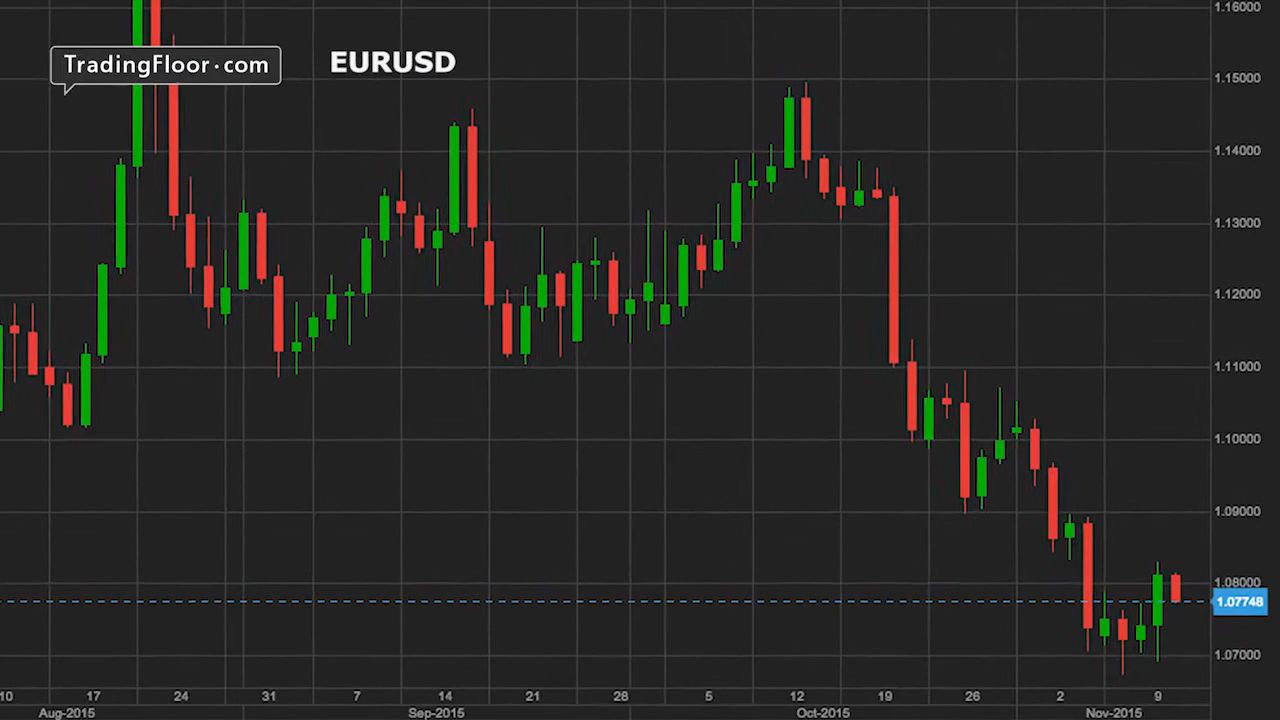 TradingFloor·com
EURUSD
1.16000
1.15000
1.14000
1.13000
1.12000
1.11000
1.10000
1.09000
1.08000
1.07748
1.07000
10 17 24 31 7 14 21 28 5 12 19 26 2 9
Aug-2015 Sep-2015 Oct-2015 Nov-2015